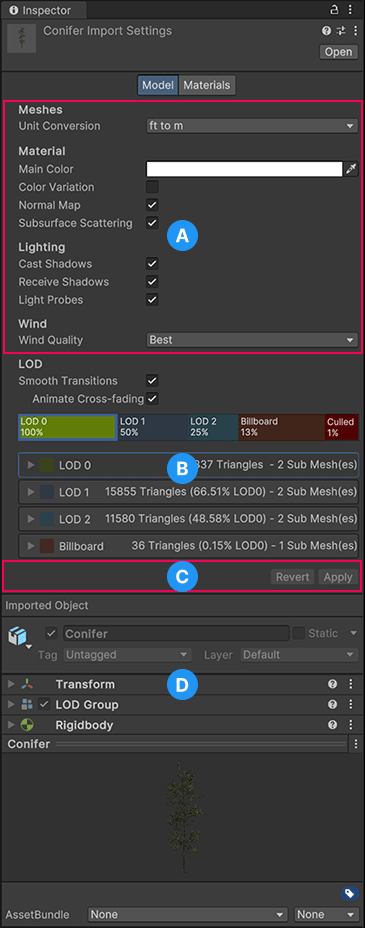 Inspector
Conifer Import Settings
Open
Model Materials
Meshes
Unit Conversion ft to m
Material
Main Color
Color Variation
Normal Map
Subsurface Scattering
A
Lighting
Cast Shadows
Receive Shadows
Light Probes
Wind
Wind Quality Best
LOD
Smooth Transitions
Animate Cross-fading
LOD 0 LOD 1 LOD 2 Billboard Culled
100% 50% 25% 13% 1%
LOD 0 B 337 Triangles - 2 Sub Mesh(es)
LOD 1 15855 Triangles (66.51% LOD0) - 2 Sub Mesh(es)
LOD 2 11580 Triangles (48.58% LOD0) - 2 Sub Mesh(es)
Billboard 36 Triangles (0.15% LOD0) - 1 Sub Mesh(es)
C Revert Apply
Imported Object
Conifer Static
Tag Untagged Layer Default
Transform D
LOD Group
Rigidbody
Conifer
AssetBundle None None